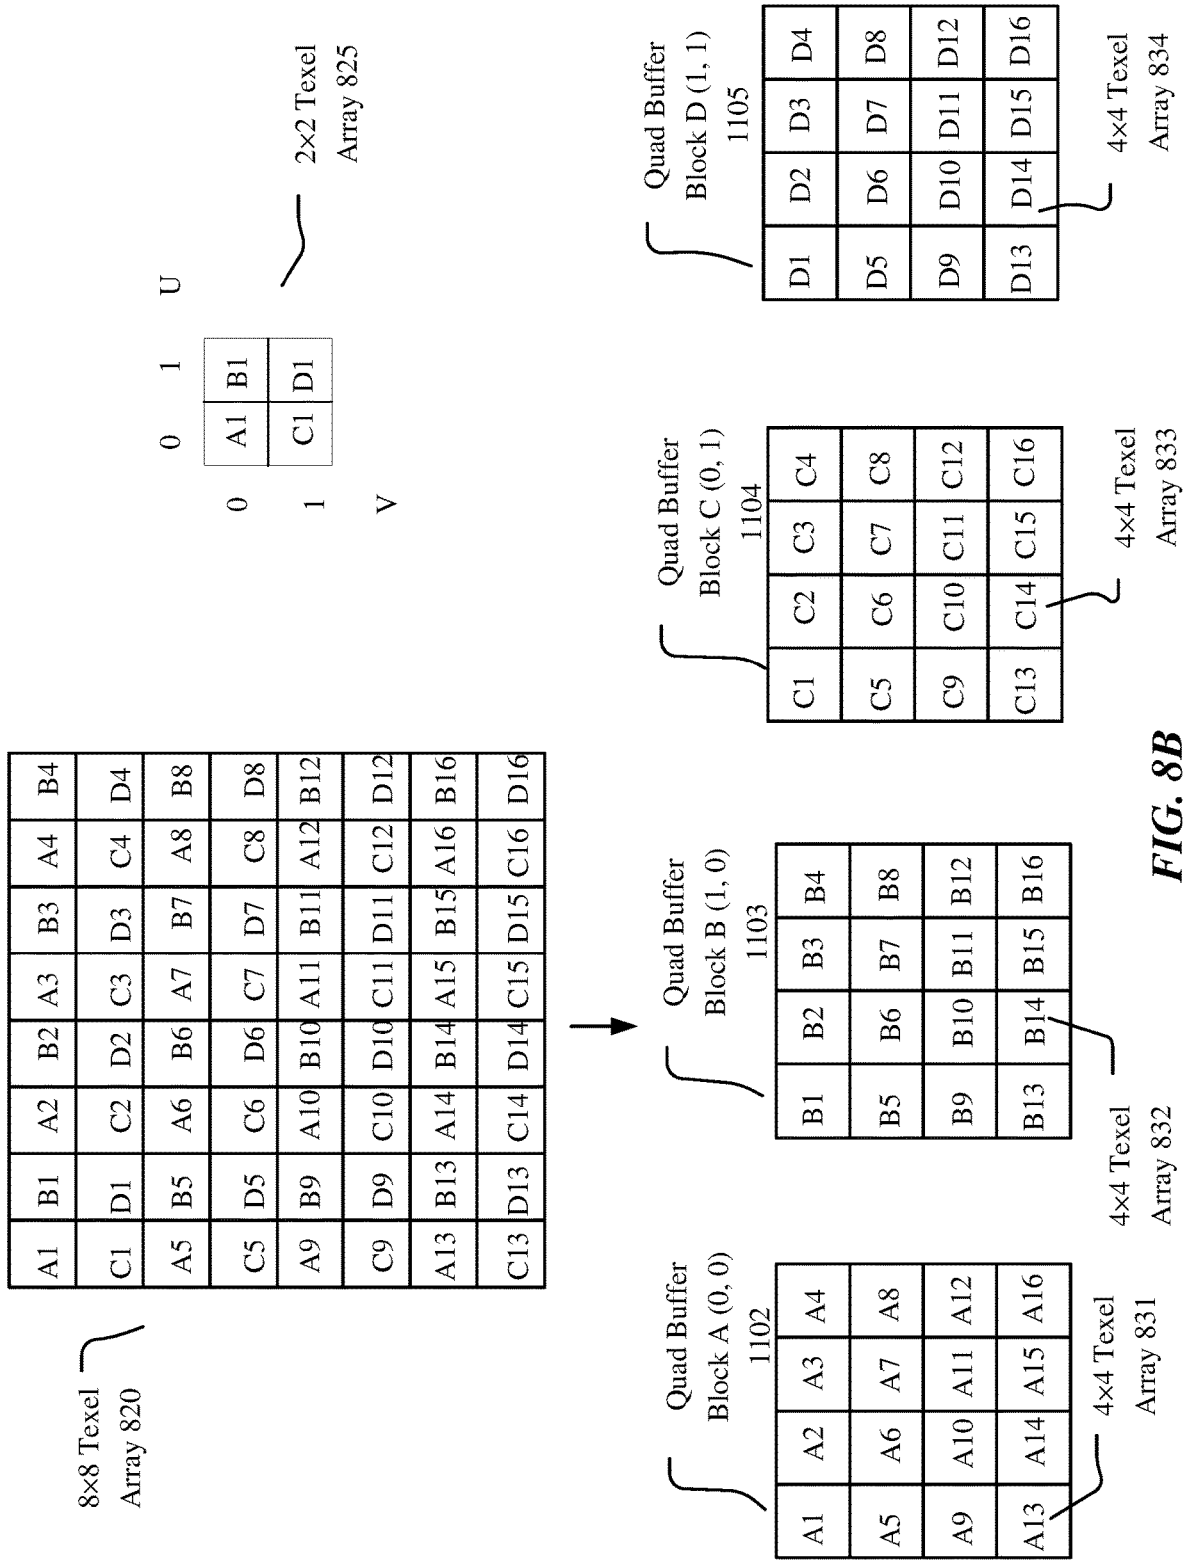 8×8 Texel
Array 820
A1 B1 A2 B2 A3 B3 A4 B4
C1 D1 C2 D2 C3 D3 C4 D4
A5 B5 A6 B6 A7 B7 A8 B8
C5 D5 C6 D6 C7 D7 C8 D8
A9 B9 A10 B10 A11 B11 A12 B12
C9 D9 C10 D10 C11 D11 C12 D12
A13 B13 A14 B14 A15 B15 A16 B16
C13 D13 C14 D14 C15 D15 C16 D16
0 1 U
0 A1 B1
1 C1 D1
V
2×2 Texel
Array 825
Quad Buffer
Block A (0, 0)
1102
A1 A2 A3 A4
A5 A6 A7 A8
A9 A10 A11 A12
A13 A14 A15 A16
4×4 Texel
Array 831
Quad Buffer
Block B (1, 0)
1103
B1 B2 B3 B4
B5 B6 B7 B8
B9 B10 B11 B12
B13 B14 B15 B16
4×4 Texel
Array 832
Quad Buffer
Block C (0, 1)
1104
C1 C2 C3 C4
C5 C6 C7 C8
C9 C10 C11 C12
C13 C14 C15 C16
4×4 Texel
Array 833
Quad Buffer
Block D (1, 1)
1105
D1 D2 D3 D4
D5 D6 D7 D8
D9 D10 D11 D12
D13 D14 D15 D16
4×4 Texel
Array 834
FIG. 8B